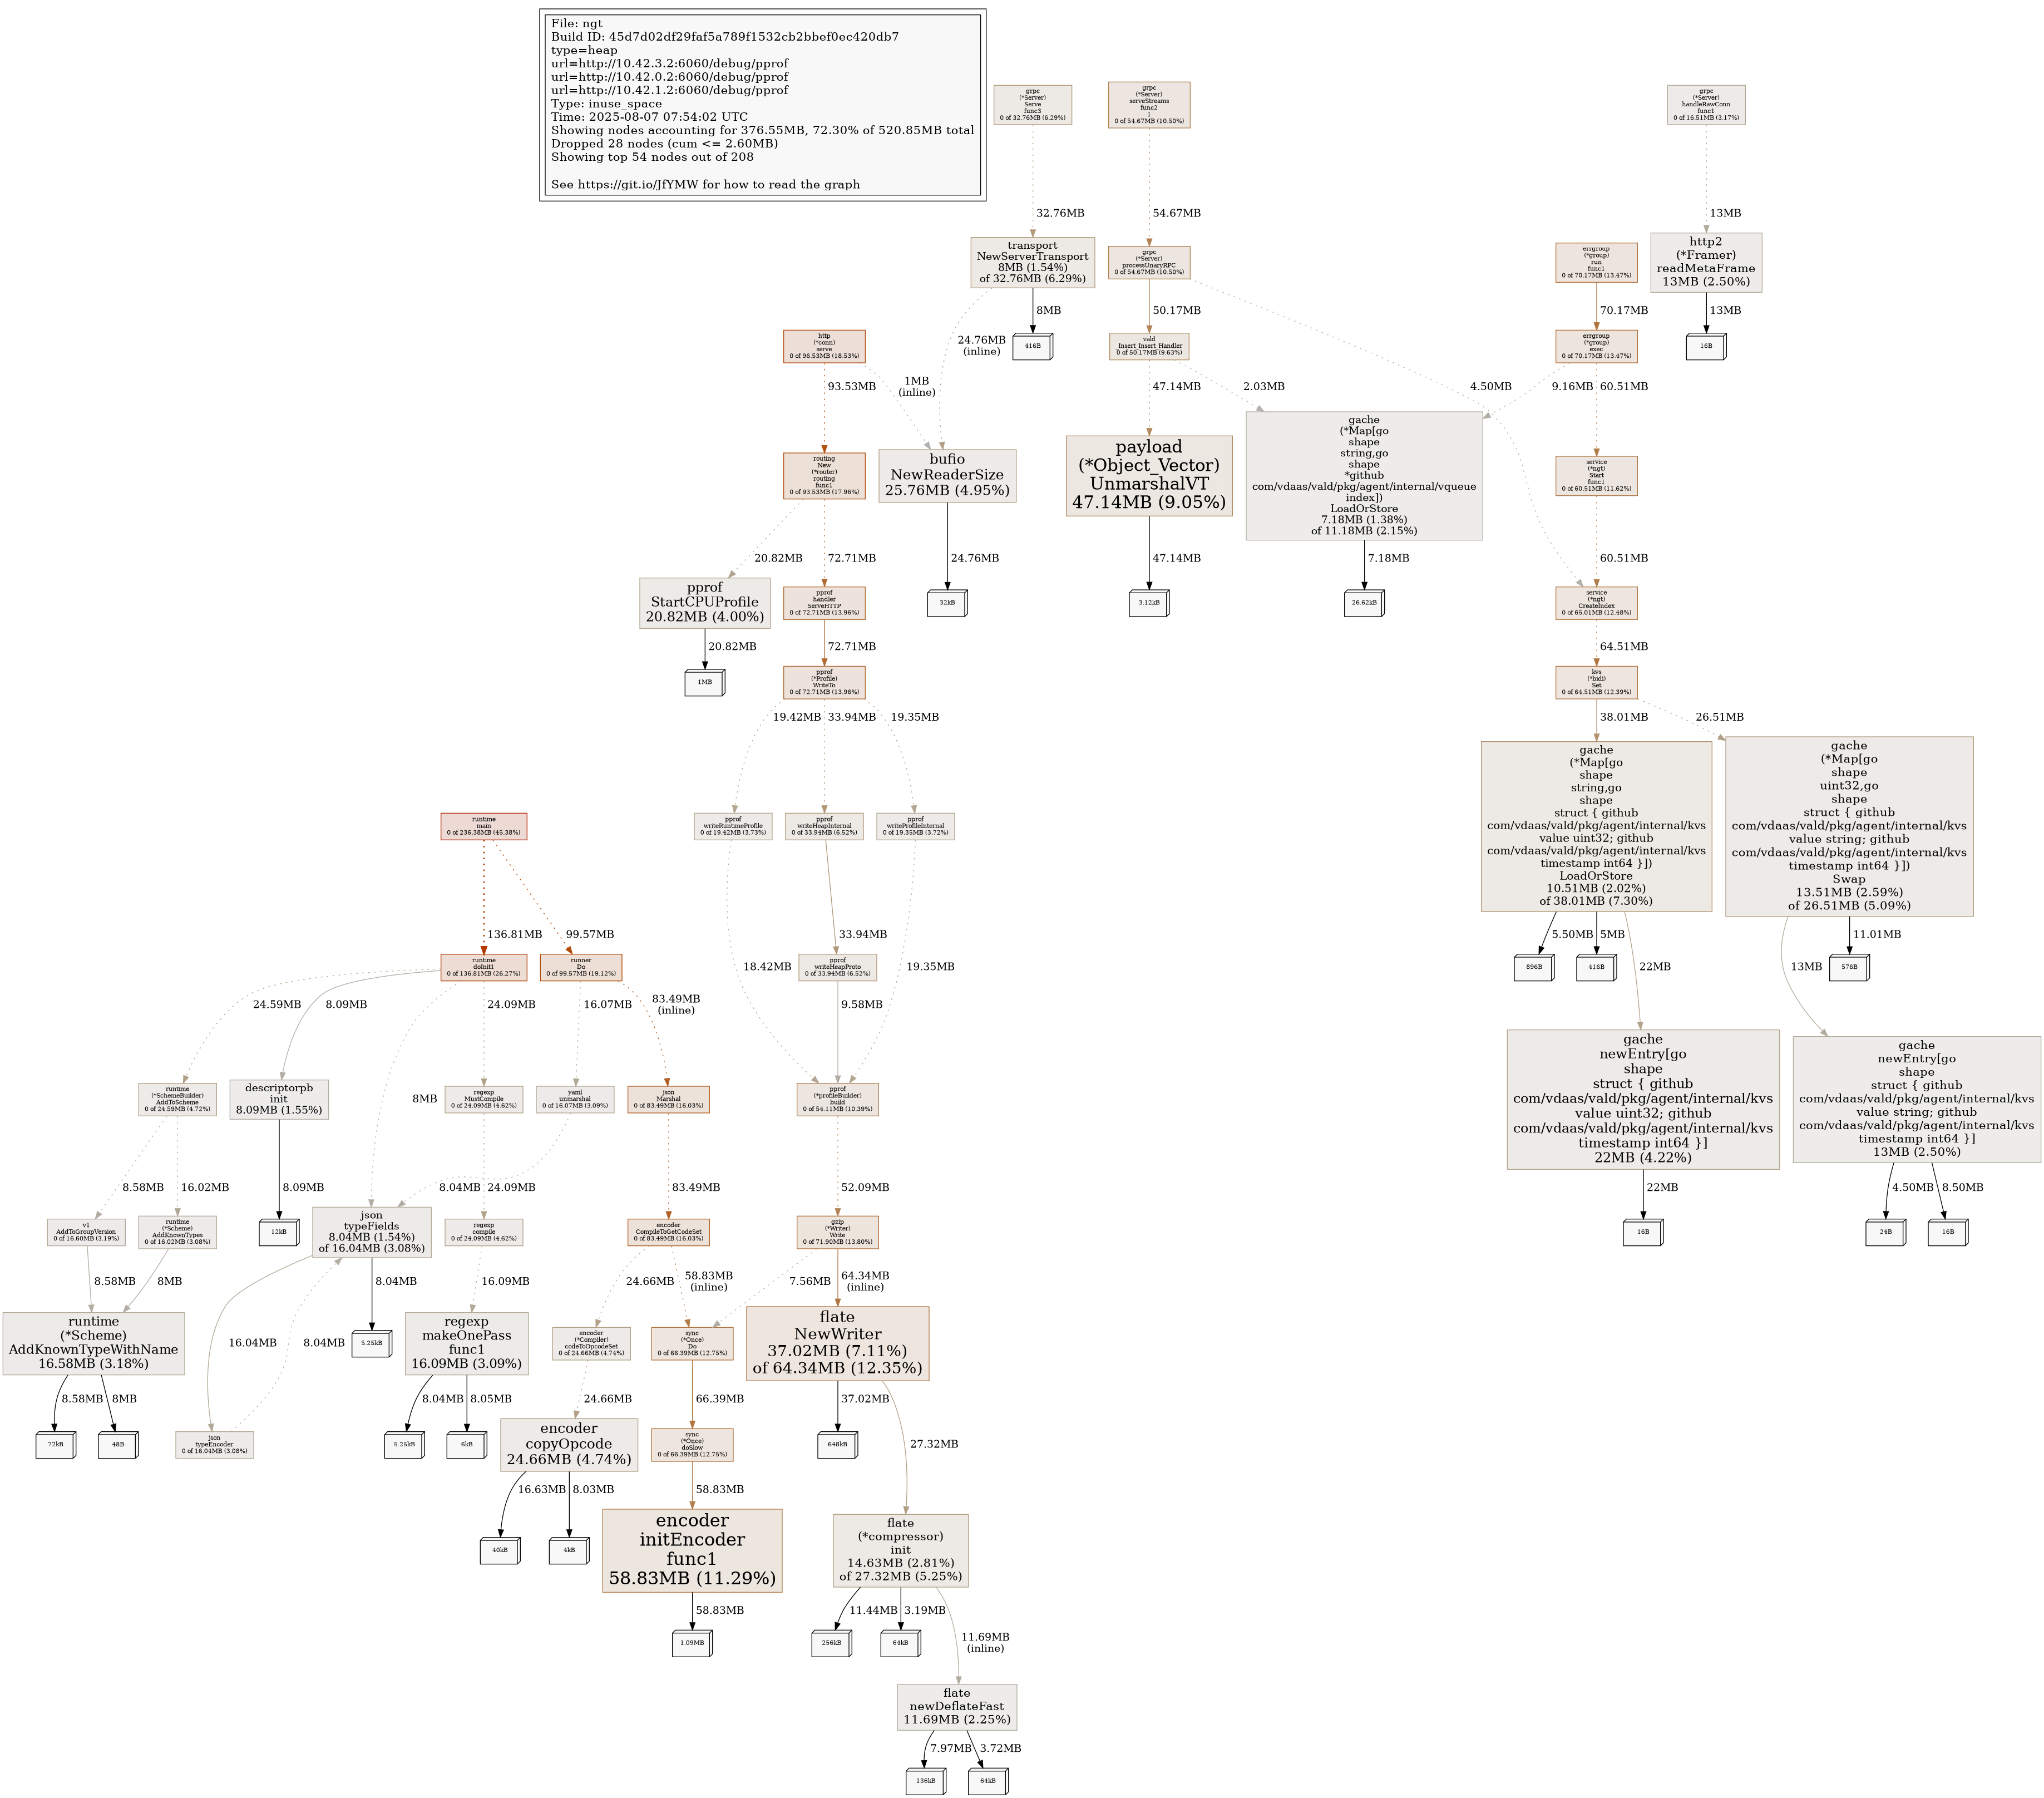 File: ngt
Build ID: 45d7d02df29faf5a789f1532cb2bbef0ec420db7
type=heap
url=http://10.42.3.2:6060/debug/pprof
url=http://10.42.0.2:6060/debug/pprof
url=http://10.42.1.2:6060/debug/pprof
Type: inuse_space
Time: 2025-08-07 07:54:02 UTC
Showing nodes accounting for 376.55MB, 72.30% of 520.85MB total
Dropped 28 nodes (cum <= 2.60MB)
Showing top 54 nodes out of 208
See https://git.io/JfYMW for how to read the graph
grpc
(*Server)
Serve
func3
0 of 32.76MB (6.29%)
grpc
(*Server)
serveStreams
func2
1
0 of 54.67MB (10.50%)
grpc
(*Server)
handleRawConn
func1
0 of 16.51MB (3.17%)
32.76MB
54.67MB
13MB
transport
NewServerTransport
8MB (1.54%)
of 32.76MB (6.29%)
grpc
(*Server)
processUnaryRPC
0 of 54.67MB (10.50%)
errgroup
(*group)
run
func1
0 of 70.17MB (13.47%)
http2
(*Framer)
readMetaFrame
13MB (2.50%)
24.76MB
(inline)
8MB
50.17MB
4.50MB
70.17MB
13MB
http
(*conn)
serve
0 of 96.53MB (18.53%)
416B
vald
_Insert_Insert_Handler
0 of 50.17MB (9.63%)
errgroup
(*group)
exec
0 of 70.17MB (13.47%)
16B
93.53MB
1MB
(inline)
47.14MB
2.03MB
9.16MB
60.51MB
routing
New
(*router)
routing
func1
0 of 93.53MB (17.96%)
bufio
NewReaderSize
25.76MB (4.95%)
payload
(*Object_Vector)
UnmarshalVT
47.14MB (9.05%)
gache
(*Map[go
shape
string,go
shape
*github
com/vdaas/vald/pkg/agent/internal/vqueue
index])
LoadOrStore
7.18MB (1.38%)
of 11.18MB (2.15%)
service
(*ngt)
Start
func1
0 of 60.51MB (11.62%)
20.82MB
72.71MB
24.76MB
47.14MB
7.18MB
60.51MB
pprof
StartCPUProfile
20.82MB (4.00%)
pprof
handler
ServeHTTP
0 of 72.71MB (13.96%)
32kB
3.12kB
26.62kB
service
(*ngt)
CreateIndex
0 of 65.01MB (12.48%)
20.82MB
72.71MB
64.51MB
1MB
pprof
(*Profile)
WriteTo
0 of 72.71MB (13.96%)
kvs
(*bidi)
Set
0 of 64.51MB (12.39%)
19.42MB
33.94MB
19.35MB
38.01MB
26.51MB
runtime
main
0 of 236.38MB (45.38%)
pprof
writeRuntimeProfile
0 of 19.42MB (3.73%)
pprof
writeHeapInternal
0 of 33.94MB (6.52%)
pprof
writeProfileInternal
0 of 19.35MB (3.72%)
gache
(*Map[go
shape
string,go
shape
struct { github
com/vdaas/vald/pkg/agent/internal/kvs
value uint32; github
com/vdaas/vald/pkg/agent/internal/kvs
timestamp int64 }])
LoadOrStore
10.51MB (2.02%)
of 38.01MB (7.30%)
gache
(*Map[go
shape
uint32,go
shape
struct { github
com/vdaas/vald/pkg/agent/internal/kvs
value string; github
com/vdaas/vald/pkg/agent/internal/kvs
timestamp int64 }])
Swap
13.51MB (2.59%)
of 26.51MB (5.09%)
136.81MB
99.57MB
18.42MB
33.94MB
19.35MB
5.50MB
5MB
22MB
13MB
11.01MB
runtime
doInit1
0 of 136.81MB (26.27%)
runner
Do
0 of 99.57MB (19.12%)
pprof
writeHeapProto
0 of 33.94MB (6.52%)
896B
416B
576B
24.59MB
8.09MB
8MB
24.09MB
16.07MB
83.49MB
(inline)
9.58MB
runtime
(*SchemeBuilder)
AddToScheme
0 of 24.59MB (4.72%)
descriptorpb
init
8.09MB (1.55%)
regexp
MustCompile
0 of 24.09MB (4.62%)
yaml
unmarshal
0 of 16.07MB (3.09%)
json
Marshal
0 of 83.49MB (16.03%)
pprof
(*profileBuilder)
build
0 of 54.11MB (10.39%)
gache
newEntry[go
shape
struct { github
com/vdaas/vald/pkg/agent/internal/kvs
value uint32; github
com/vdaas/vald/pkg/agent/internal/kvs
timestamp int64 }]
22MB (4.22%)
gache
newEntry[go
shape
struct { github
com/vdaas/vald/pkg/agent/internal/kvs
value string; github
com/vdaas/vald/pkg/agent/internal/kvs
timestamp int64 }]
13MB (2.50%)
8.58MB
16.02MB
8.09MB
8.04MB
24.09MB
83.49MB
52.09MB
22MB
4.50MB
8.50MB
v1
AddToGroupVersion
0 of 16.60MB (3.19%)
runtime
(*Scheme)
AddKnownTypes
0 of 16.02MB (3.08%)
12kB
json
typeFields
8.04MB (1.54%)
of 16.04MB (3.08%)
regexp
compile
0 of 24.09MB (4.62%)
encoder
CompileToGetCodeSet
0 of 83.49MB (16.03%)
gzip
(*Writer)
Write
0 of 71.90MB (13.80%)
16B
24B
16B
8.58MB
8MB
16.04MB
8.04MB
8.04MB
16.09MB
24.66MB
58.83MB
(inline)
7.56MB
64.34MB
(inline)
runtime
(*Scheme)
AddKnownTypeWithName
16.58MB (3.18%)
5.25kB
regexp
makeOnePass
func1
16.09MB (3.09%)
encoder
(*Compiler)
codeToOpcodeSet
0 of 24.66MB (4.74%)
sync
(*Once)
Do
0 of 66.39MB (12.75%)
flate
NewWriter
37.02MB (7.11%)
of 64.34MB (12.35%)
8.58MB
8MB
8.04MB
8.05MB
24.66MB
66.39MB
37.02MB
27.32MB
72kB
48B
json
typeEncoder
0 of 16.04MB (3.08%)
5.25kB
6kB
encoder
copyOpcode
24.66MB (4.74%)
sync
(*Once)
doSlow
0 of 66.39MB (12.75%)
648kB
16.63MB
8.03MB
58.83MB
40kB
4kB
encoder
initEncoder
func1
58.83MB (11.29%)
flate
(*compressor)
init
14.63MB (2.81%)
of 27.32MB (5.25%)
58.83MB
11.44MB
3.19MB
11.69MB
(inline)
1.09MB
256kB
64kB
flate
newDeflateFast
11.69MB (2.25%)
7.97MB
3.72MB
136kB
64kB